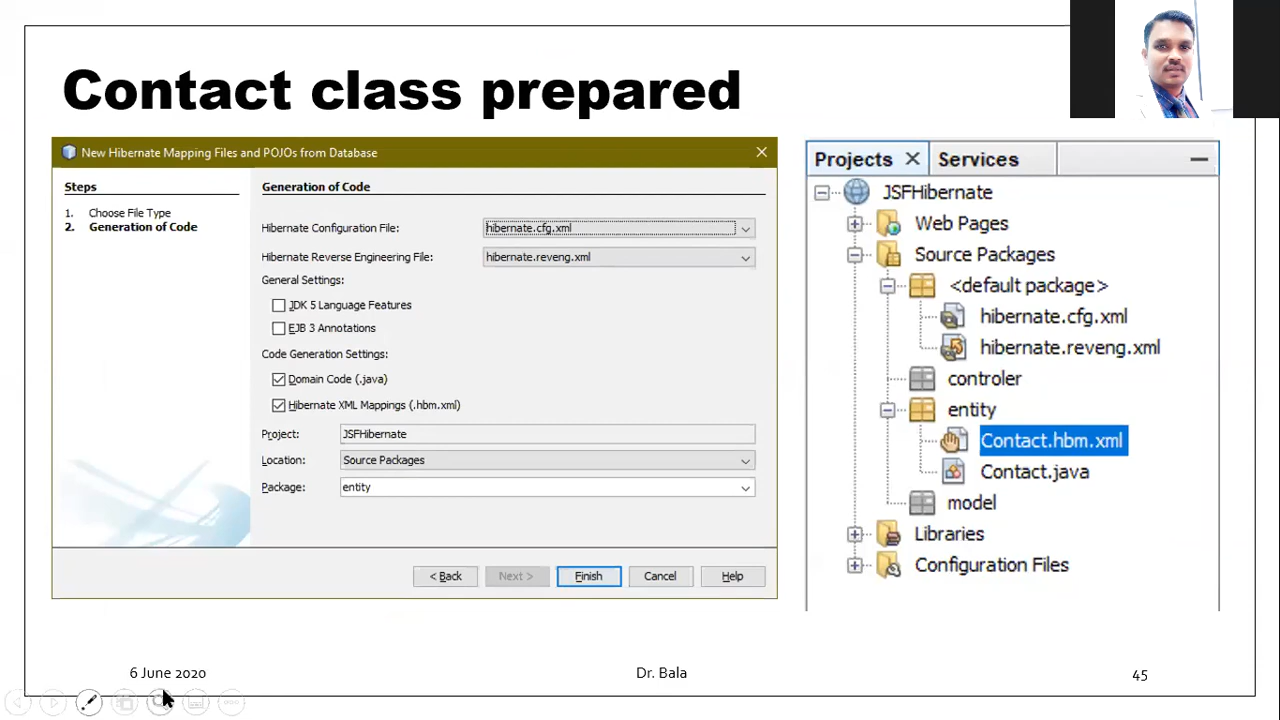 Contact class prepared
New Hibernate Mapping Files and POJOs from Database
Steps
1. Choose File Type
2. Generation of Code
Generation of Code
Hibernate Configuration File: hibernate.cfg.xml
Hibernate Reverse Engineering File: hibernate.reveng.xml
General Settings:
JDK 5 Language Features
EJB 3 Annotations
Code Generation Settings:
Domain Code (.java)
Hibernate XML Mappings (.hbm.xml)
Project: JSFHibernate
Location: Source Packages
Package: entity
< Back Next > Finish Cancel Help
Projects Services
JSFHibernate
Web Pages
Source Packages
<default package>
hibernate.cfg.xml
hibernate.reveng.xml
controler
entity
Contact.hbm.xml
Contact.java
model
Libraries
Configuration Files
6 June 2020 Dr. Bala 45